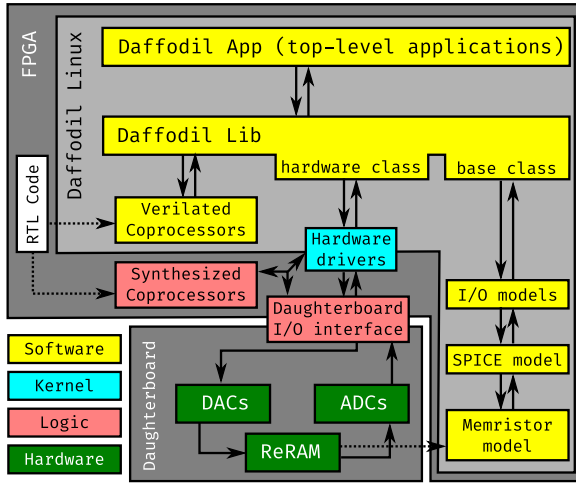 FPGA
Daffodil Linux
Daffodil App (top-level applications)
Daffodil Lib
hardware class
base class
RTL Code
Verilated
Coprocessors
Hardware
drivers
Synthesized
Coprocessors
I/O models
Daughterboard
I/O interface
Software
SPICE model
Kernel
Daughterboard
DACs
ADCs
Logic
Memristor
model
ReRAM
Hardware